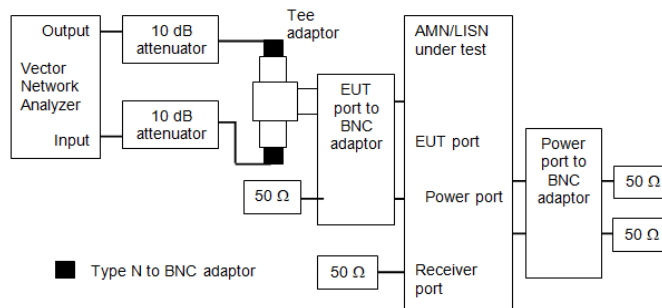 Output
Vector
Network
Analyzer
Input
10 dB
attenuator
10 dB
attenuator
Tee
adaptor
EUT
port to
BNC
adaptor
50 Ω
AMN/LISN
under test
EUT port
Power port
Receiver
port
50 Ω
Power
port to
BNC
adaptor
50 Ω
50 Ω
Type N to BNC adaptor